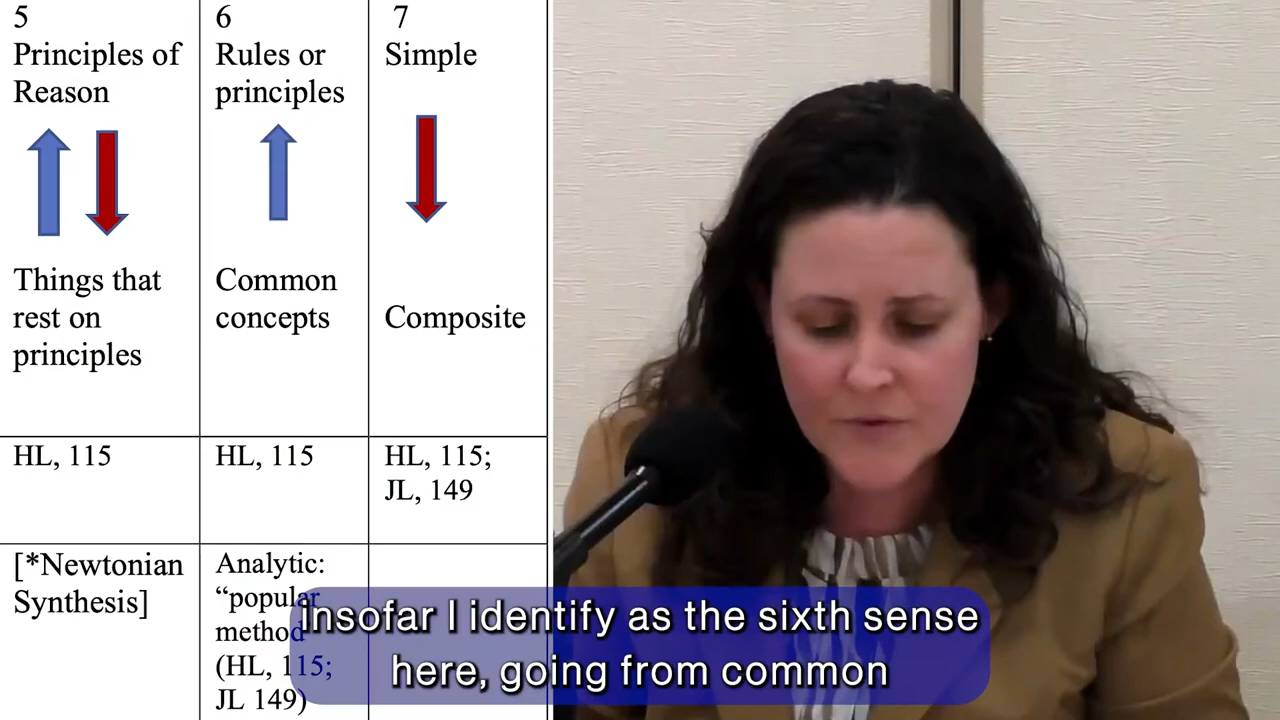 5
Principles of
Reason
Things that
rest on
principles
HL, 115
[*Newtonian
Synthesis]
6
Rules or
principles
Common
concepts
HL, 115
Analytic:
“popular
method”
(HL, 115;
JL 149)
7
Simple
Composite
HL, 115;
JL, 149
Insofar I identify as the sixth sense
here, going from common